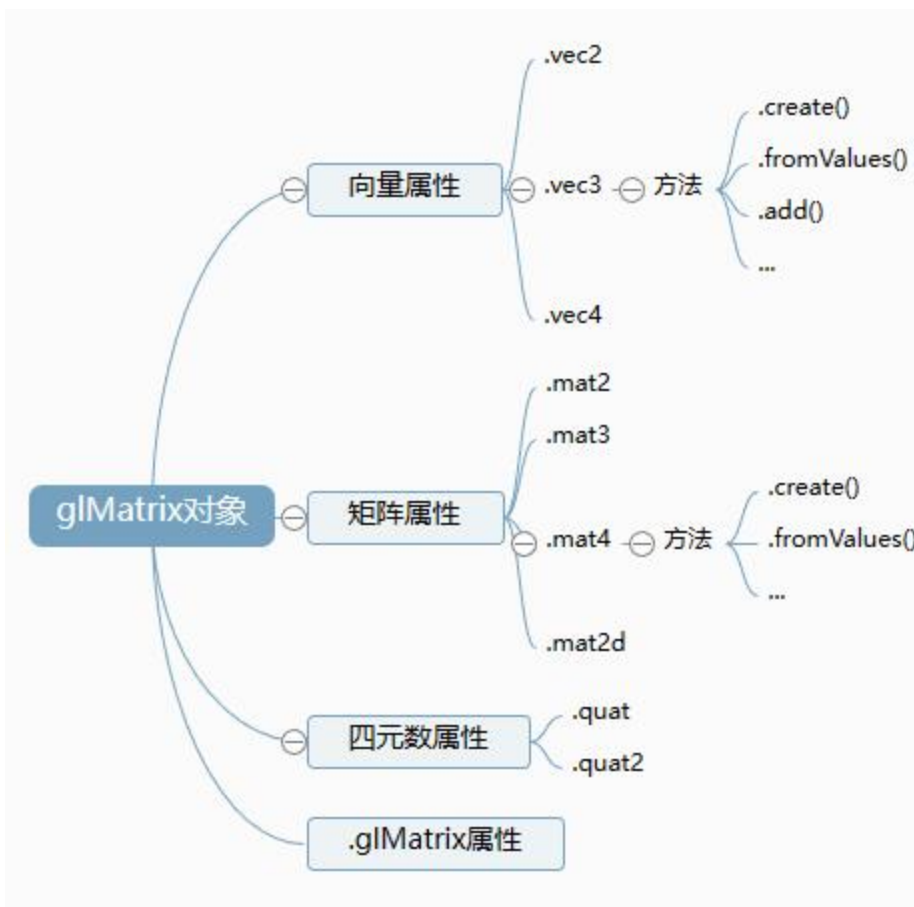 glMatrix对象
向量属性
.vec2
.vec3
方法
.create()
.fromValues()
.add()
...
.vec4
矩阵属性
.mat2
.mat3
.mat4
方法
.create()
.fromValues()
...
.mat2d
四元数属性
.quat
.quat2
.glMatrix属性